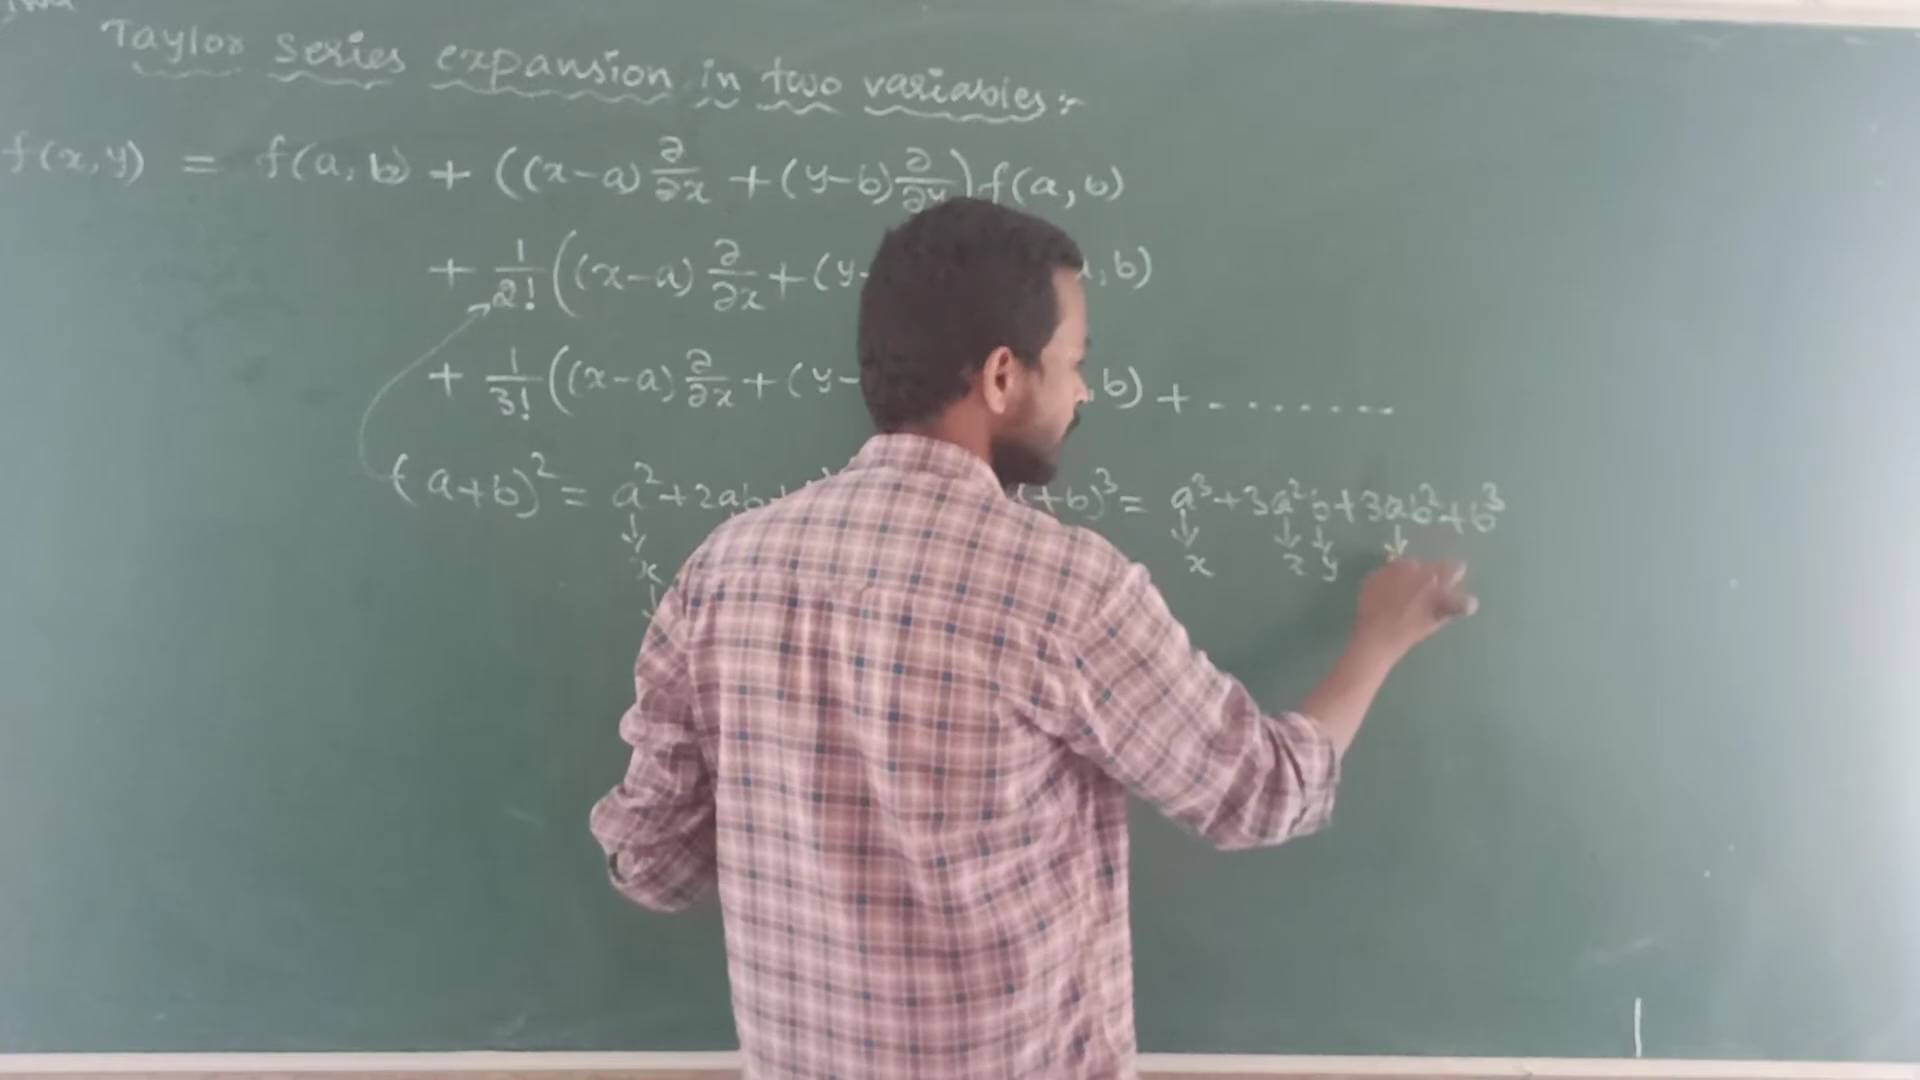 Taylor Series expansion in two variables :-
f(x,y) = f(a,b) + ((x-a) ∂/∂x + (y-b) ∂/∂y) f(a,b)
+ 1/2! ((x-a) ∂/∂x + (y- ,b)
+ 1/3! ((x-a) ∂/∂x + (y- ,b) + ........
(a+b)² = a²+2ab+ +b)³ = a³+3a²b+3ab²+b³
x x x y